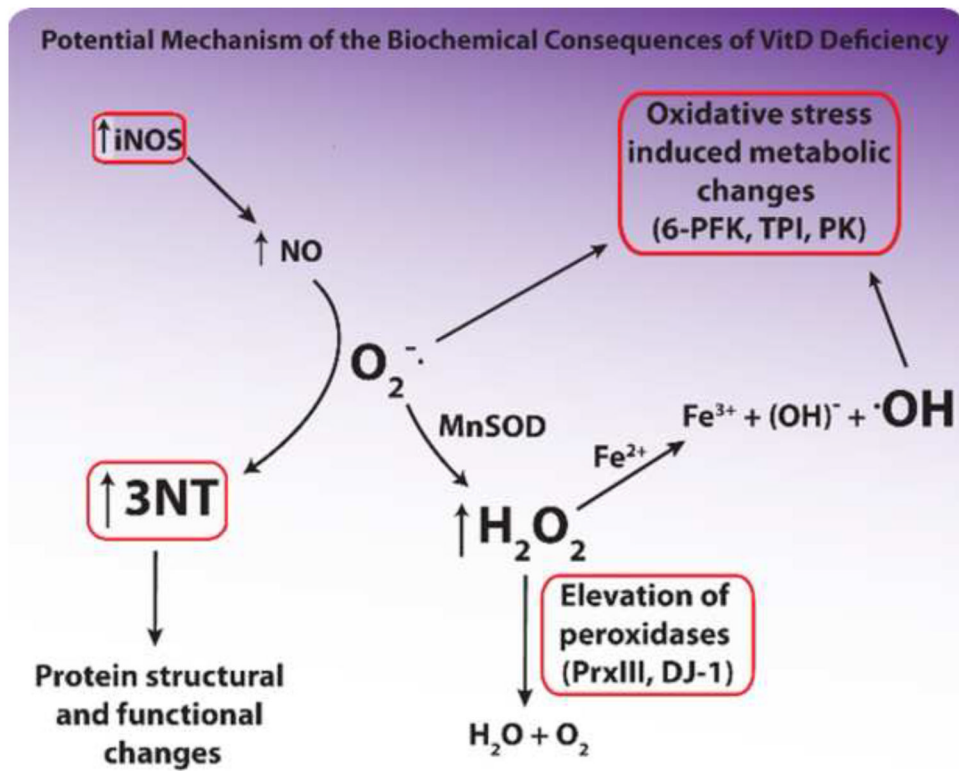 Potential Mechanism of the Biochemical Consequences of VitD Deficiency
↑iNOS
↑ NO
Oxidative stress
induced metabolic
changes
(6-PFK, TPI, PK)
O₂⁻·
MnSOD
Fe²⁺
Fe³⁺ + (OH)⁻ + ·OH
↑3NT
↑H₂O₂
Elevation of
peroxidases
(PrxIII, DJ-1)
Protein structural
and functional
changes
H₂O + O₂